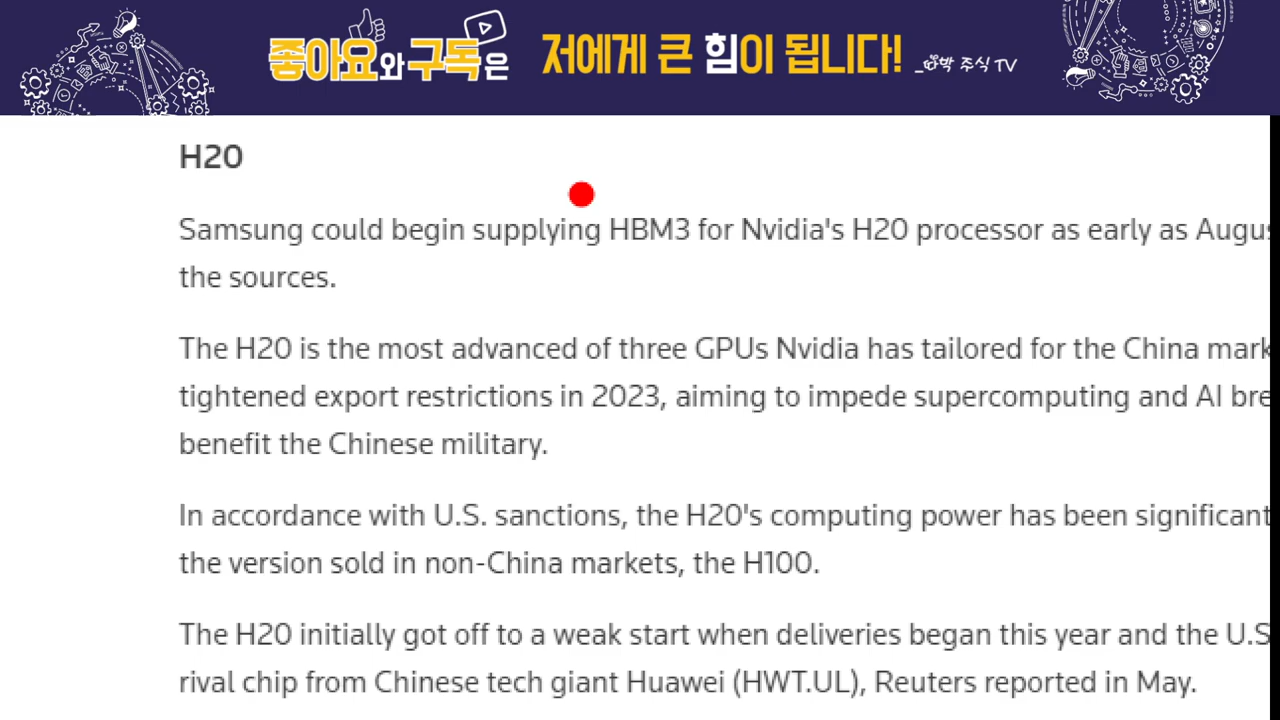 좋아요와 구독은 저에게 큰 힘이 됩니다!
주식 TV
H20
Samsung could begin supplying HBM3 for Nvidia's H20 processor as early as
the sources.
The H20 is the most advanced of three GPUs Nvidia has tailored for the China
tightened export restrictions in 2023, aiming to impede supercomputing and AI
benefit the Chinese military.
In accordance with U.S. sanctions, the H20's computing power has been
the version sold in non-China markets, the H100.
The H20 initially got off to a weak start when deliveries began this year and the
rival chip from Chinese tech giant Huawei (HWT.UL), Reuters reported in May.